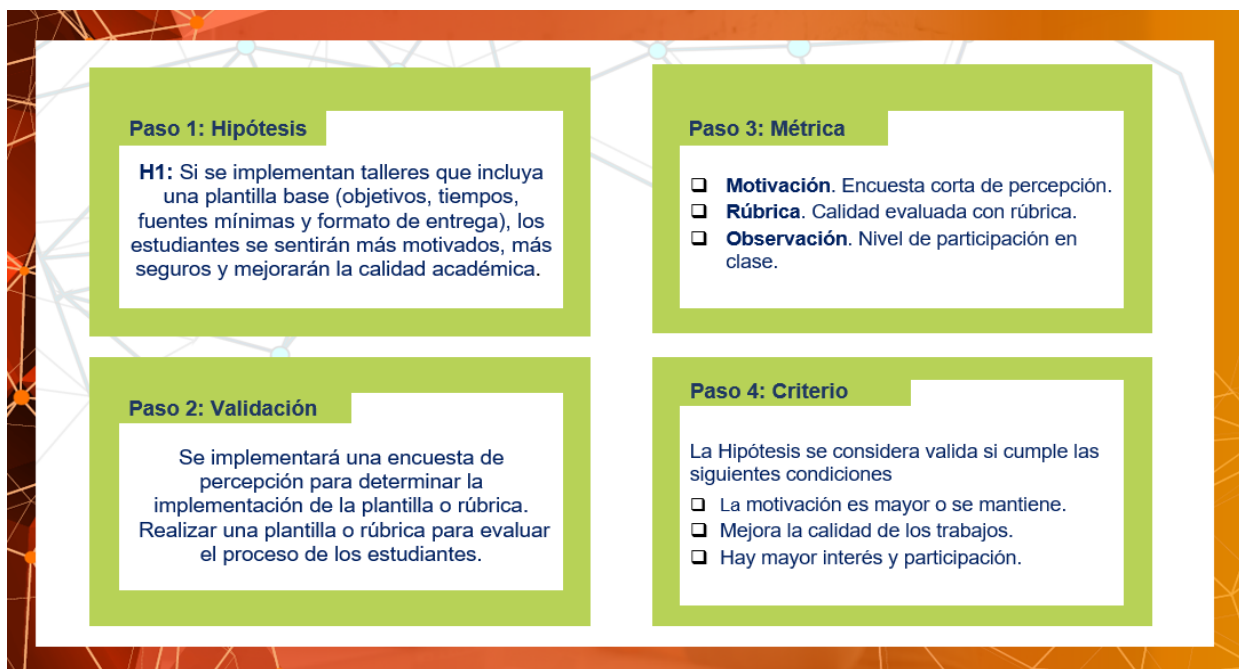 Paso 1: Hipótesis
H1: Si se implementan talleres que incluya
una plantilla base (objetivos, tiempos,
fuentes mínimas y formato de entrega), los
estudiantes se sentirán más motivados, más
seguros y mejorarán la calidad académica.
Paso 2: Validación
Se implementará una encuesta de
percepción para determinar la
implementación de la plantilla o rúbrica.
Realizar una plantilla o rúbrica para evaluar
el proceso de los estudiantes.
Paso 3: Métrica
❑ Motivación. Encuesta corta de percepción.
❑ Rúbrica. Calidad evaluada con rúbrica.
❑ Observación. Nivel de participación en
clase.
Paso 4: Criterio
La Hipótesis se considera valida si cumple las
siguientes condiciones
❑ La motivación es mayor o se mantiene.
❑ Mejora la calidad de los trabajos.
❑ Hay mayor interés y participación.